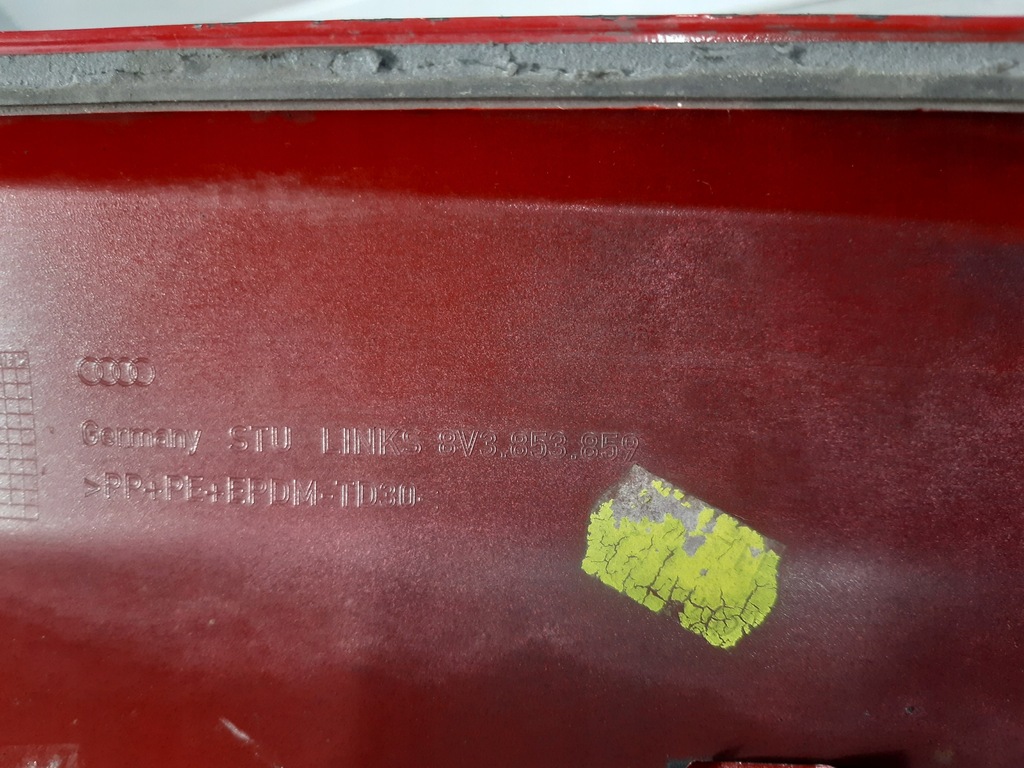 Germany STU LINKS 8V3.853.859
>PP+PE+EPDM-TD30<